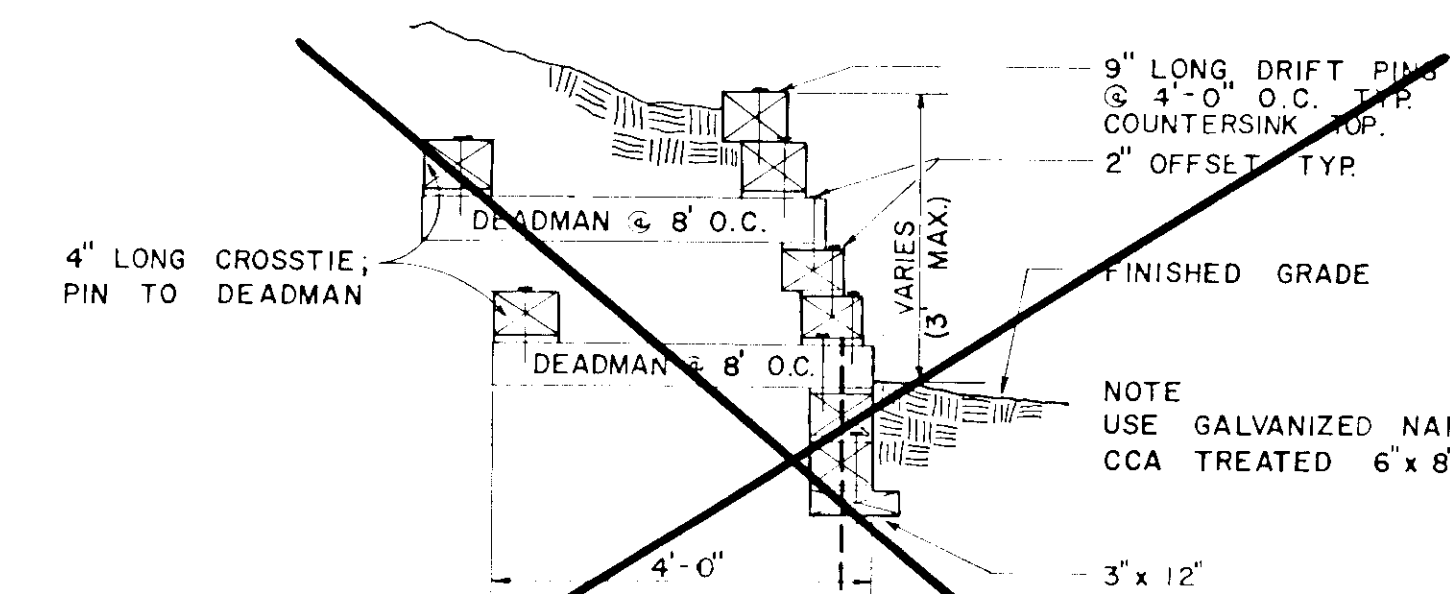 9" LONG DRIFT PINS
@ 4'-0" O.C. TYP.
COUNTERSINK TOP.
2" OFFSET TYP.
DEADMAN @ 8' O.C.
4" LONG CROSSTIE;
PIN TO DEADMAN
VARIES
(3' MAX.)
FINISHED GRADE
DEADMAN @ 8' O.C.
NOTE
USE GALVANIZED
CCA TREATED 6"x 8"
4'-0"
3"x 12"